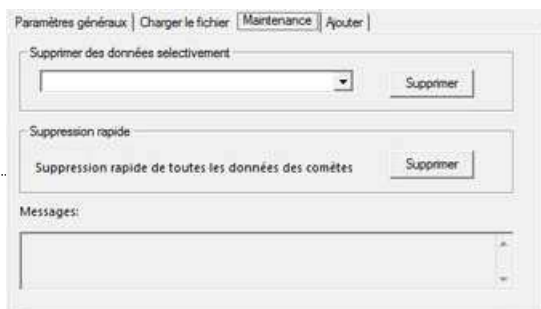 Paramètres généraux Charger le fichier Maintenance Ajouter
Supprimer des données selectivement
Supprimer
Suppression rapide
Suppression rapide de toutes les données des comètes Supprimer
Messages: